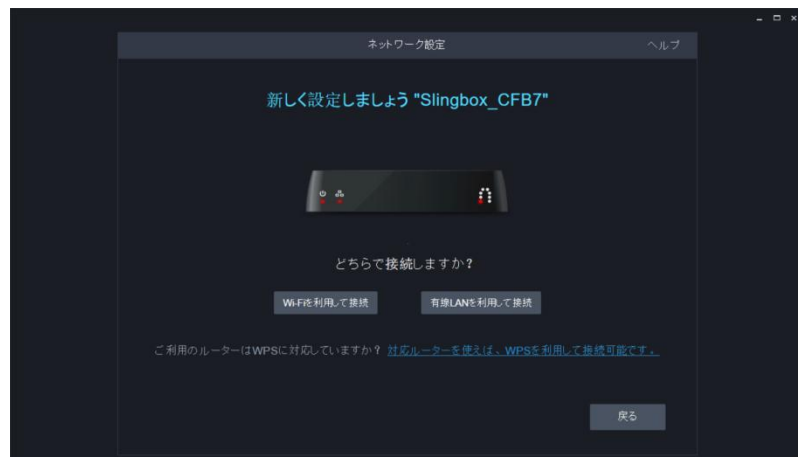 ネットワーク設定
ヘルプ
新しく設定しましょう "Slingbox_CFB7"
どちらで接続しますか?
Wi-Fiを利用して接続
有線LANを利用して接続
ご利用のルーターはWPSに対応していますか? 対応ルーターを使えば、WPSを利用して接続可能です。
戻る